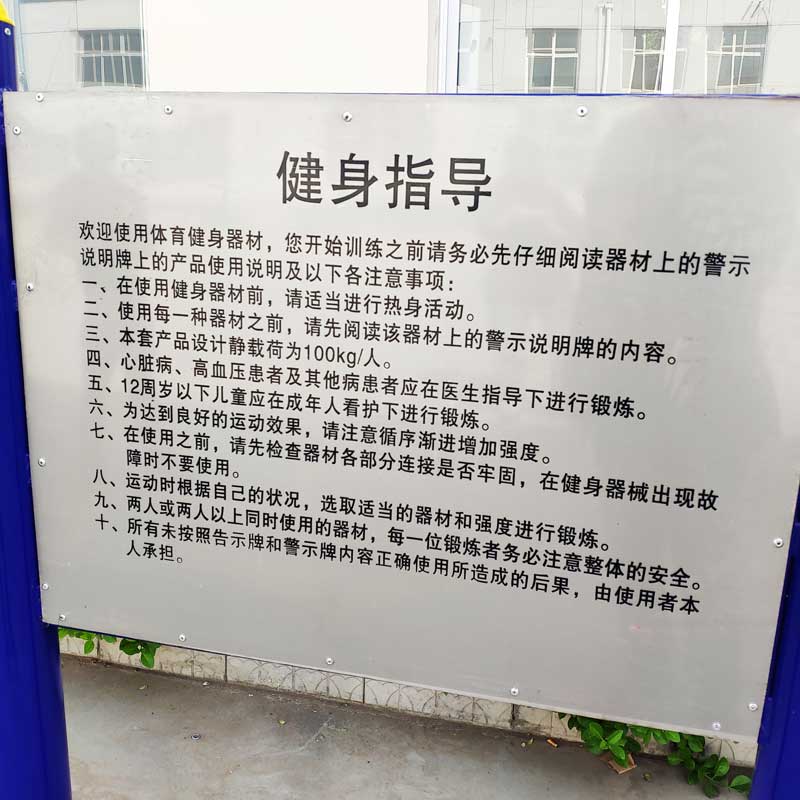 健身指导
欢迎使用体育健身器材，您开始训练之前请务必先仔细阅读器材上的警示
说明牌上的产品使用说明及以下各注意事项：
一、在使用健身器材前，请适当进行热身活动。
二、使用每一种器材之前，请先阅读该器材上的警示说明牌的内容。
三、本套产品设计静载荷为100kg/人。
四、心脏病、高血压患者及其他病患者应在医生指导下进行锻炼。
五、12周岁以下儿童应在成年人看护下进行锻炼。
六、为达到良好的运动效果，请注意循序渐进增加强度。
七、在使用之前，请先检查器材各部分连接是否牢固，在健身器械出现故
障时不要使用。
八、运动时根据自己的状况，选取适当的器材和强度进行锻炼。
九、两人或两人以上同时使用的器材，每一位锻炼者务必注意整体的安全。
十、所有未按照告示牌和警示牌内容正确使用所造成的后果，由使用者本
人承担。